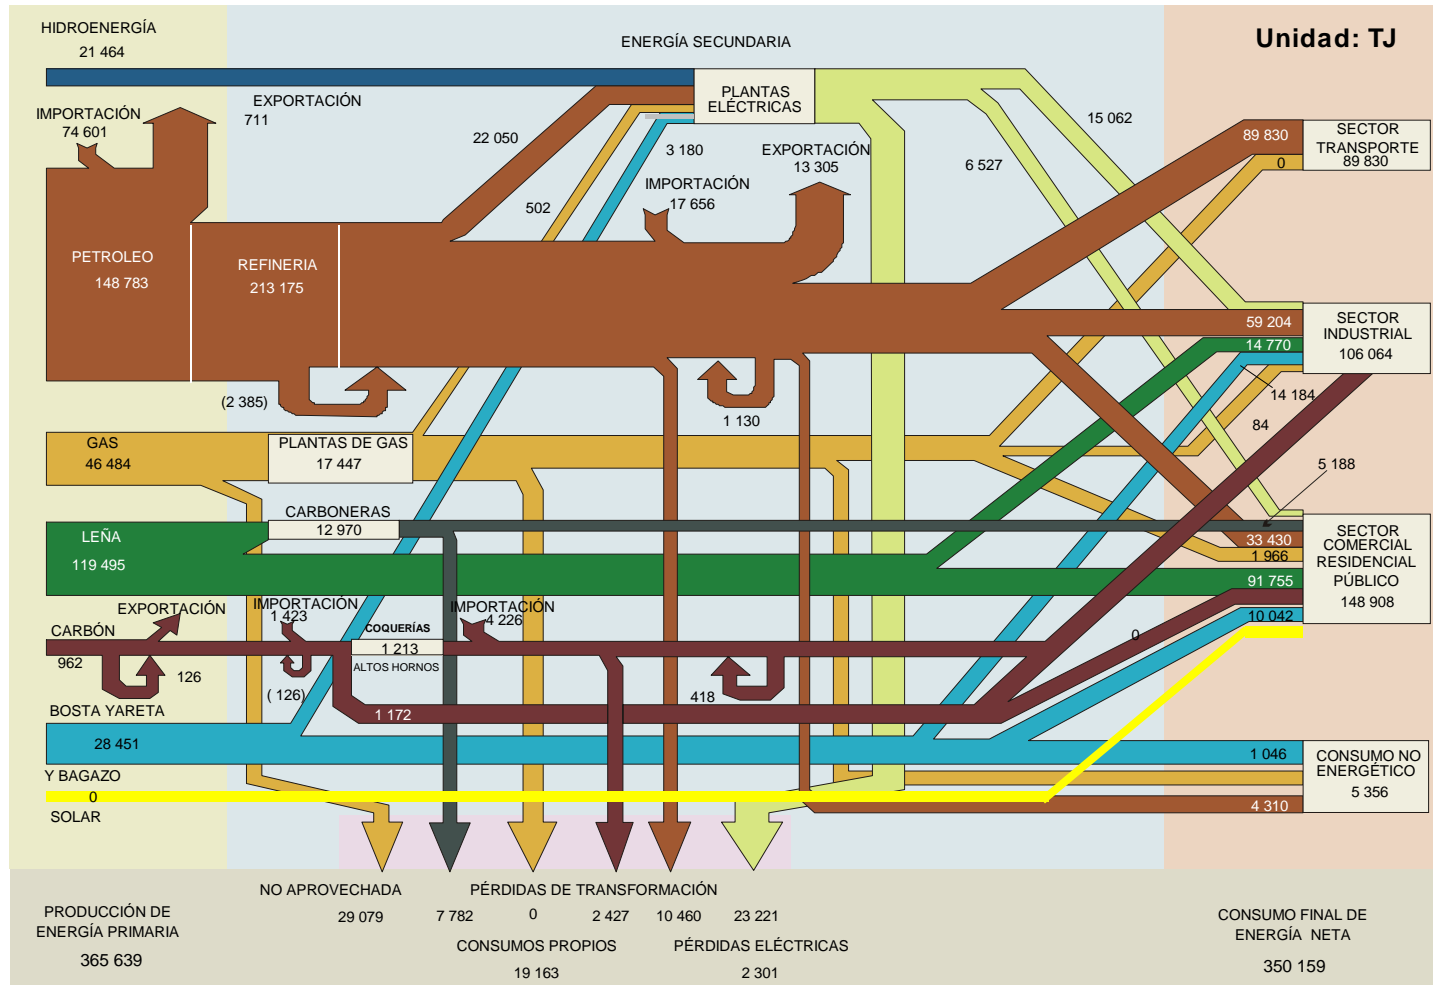 HIDROENERGÍA
21 464
ENERGÍA SECUNDARIA
Unidad: TJ
IMPORTACIÓN
74 601
EXPORTACIÓN
711
PLANTAS
ELÉCTRICAS
22 050
3 180
502
EXPORTACIÓN
13 305
IMPORTACIÓN
17 656
15 062
6 527
89 830
0
SECTOR
TRANSPORTE
89 830
PETROLEO
148 783
REFINERIA
213 175
(2 385)
1 130
59 204
14 770
SECTOR
INDUSTRIAL
106 064
14 184
84
GAS
46 484
PLANTAS DE GAS
17 447
5 188
CARBONERAS
12 970
LEÑA
119 495
33 430
1 966
91 755
10 042
SECTOR
COMERCIAL
RESIDENCIAL
PÚBLICO
148 908
EXPORTACIÓN
IMPORTACIÓN
1 423
IMPORTACIÓN
4 226
CARBÓN
962
126
( 126)
COQUERÍAS
1 213
ALTOS HORNOS
1 172
418
0
BOSTA YARETA
28 451
Y BAGAZO
0
SOLAR
1 046
4 310
CONSUMO NO
ENERGÉTICO
5 356
NO APROVECHADA
29 079
PÉRDIDAS DE TRANSFORMACIÓN
7 782
0
2 427
10 460
23 221
CONSUMOS PROPIOS
19 163
PÉRDIDAS ELÉCTRICAS
2 301
PRODUCCIÓN DE
ENERGÍA PRIMARIA
365 639
CONSUMO FINAL DE
ENERGÍA NETA
350 159